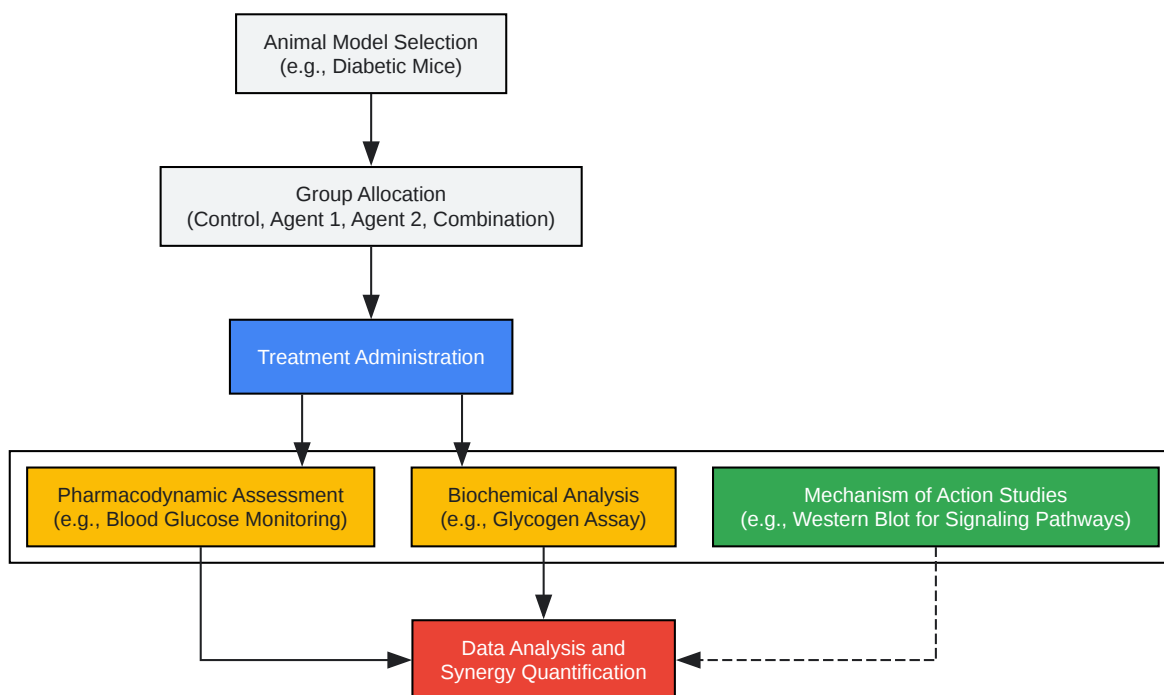 Animal Model Selection
(e.g., Diabetic Mice)
Group Allocation
(Control, Agent 1, Agent 2, Combination)
Treatment Administration
Pharmacodynamic Assessment
(e.g., Blood Glucose Monitoring)
Biochemical Analysis
(e.g., Glycogen Assay)
Mechanism of Action Studies
(e.g., Western Blot for Signaling Pathways)
Data Analysis and
Synergy Quantification